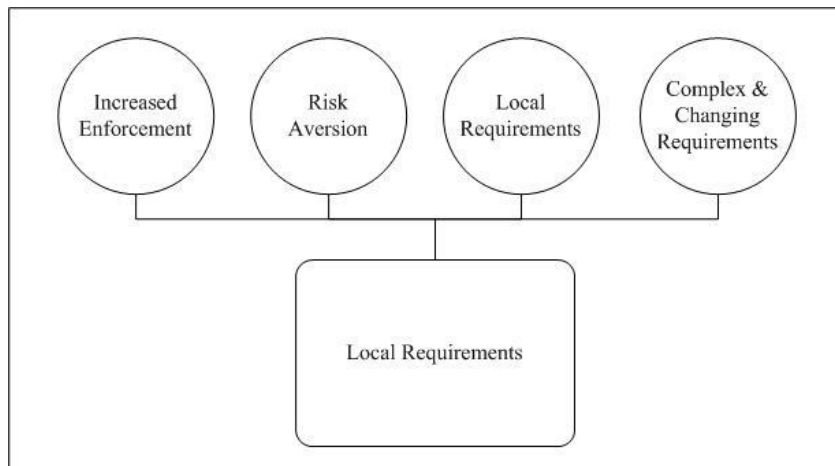 Increased
Enforcement
Risk
Aversion
Local
Requirements
Complex &
Changing
Requirements
Local Requirements